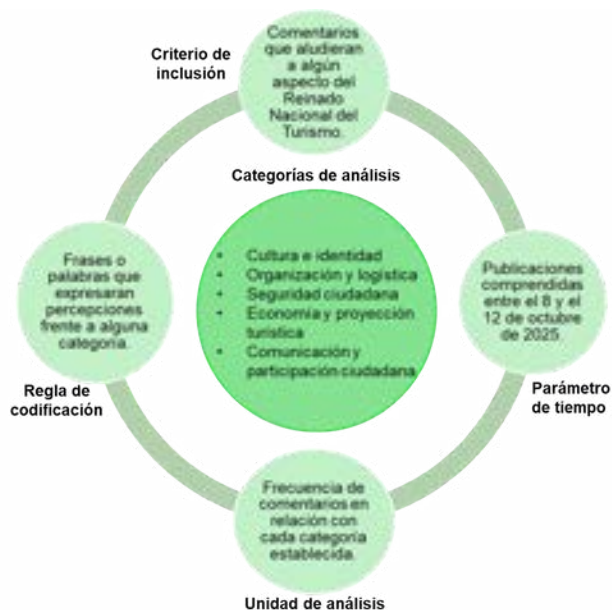 Criterio de
inclusión
Comentarios
que aludieran
a algún
aspecto del
Reinado
Nacional del
Turismo.
Categorías de análisis
Frases o
palabras que
expresaran
percepciones
frente a alguna
categoría.
Regla de
codificación
• Cultura e identidad
• Organización y logística
• Seguridad ciudadana
• Economía y proyección
turística
• Comunicación y
participación ciudadana
Publicaciones
comprendidas
entre el 8 y el
12 de octubre
de 2025.
Parámetro
de tiempo
Frecuencia de
comentarios en
relación con
cada categoría
establecida.
Unidad de análisis